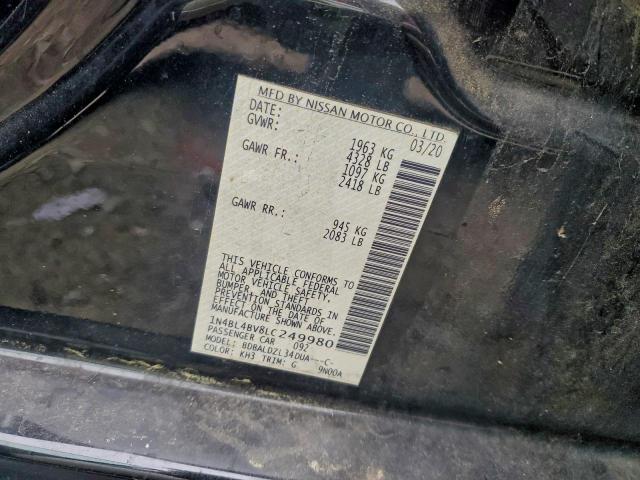 MFD BY NISSAN MOTOR CO., LTD.
DATE: 03/20
GVWR: 1963 KG
4328 LB
GAWR FR.: 1097 KG
2418 LB
GAWR RR.: 945 KG
2083 LB
THIS VEHICLE CONFORMS TO
ALL APPLICABLE FEDERAL
MOTOR VEHICLE SAFETY,
BUMPER, AND THEFT
PREVENTION STANDARDS IN
EFFECT ON THE DATE OF
MANUFACTURE SHOWN ABOVE.
1N4BL4BV8LC249980
PASSENGER CAR 092
MODEL: BDBALDZL34DUA---C-
COLOR: KH3 TRIM: G 9N00A